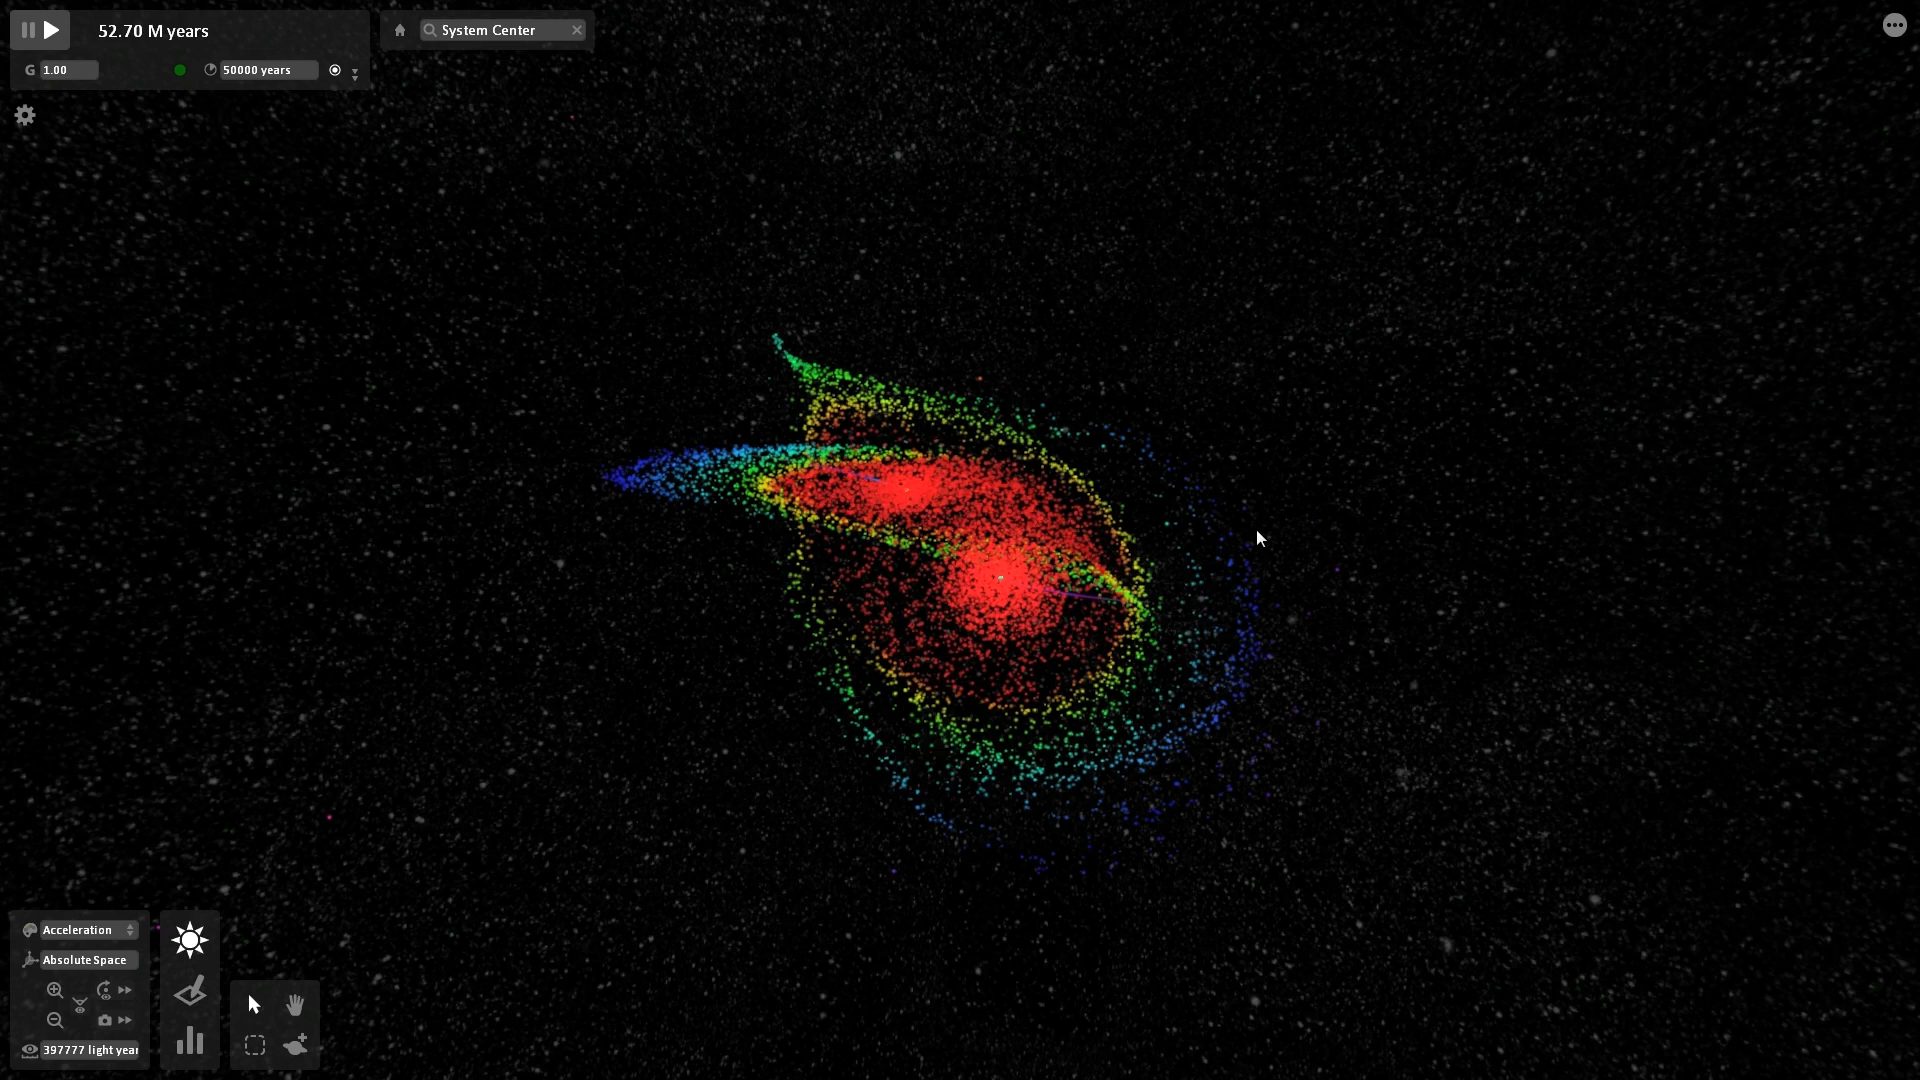 52.70 M years
System Center
G 1.00
50000 years
Acceleration
Absolute Space
397777 light year